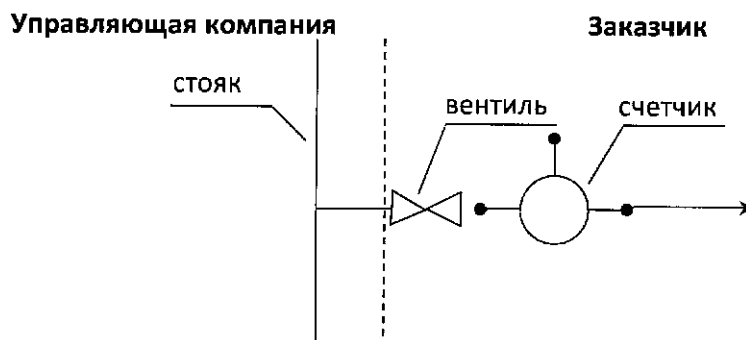 Управляющая компания
Заказчик
стояк
вентиль
счетчик